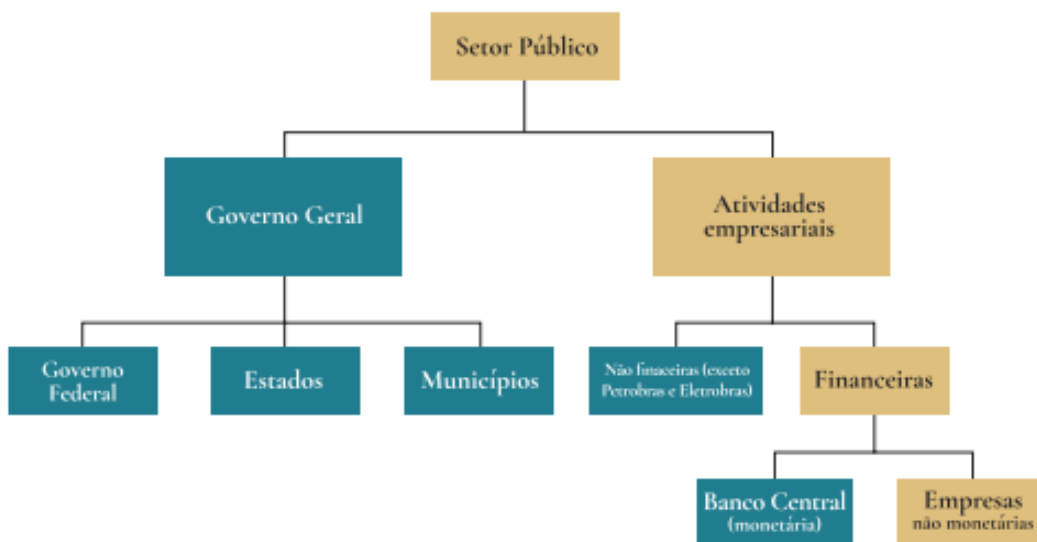 Setor Público
Governo Geral
Atividades
empresariais
Governo
Federal
Estados
Municípios
Não finaceiras (exceto
Petrobras e Eletrobras)
Financeiras
Banco Central
(monetária)
Empresas
não monetárias